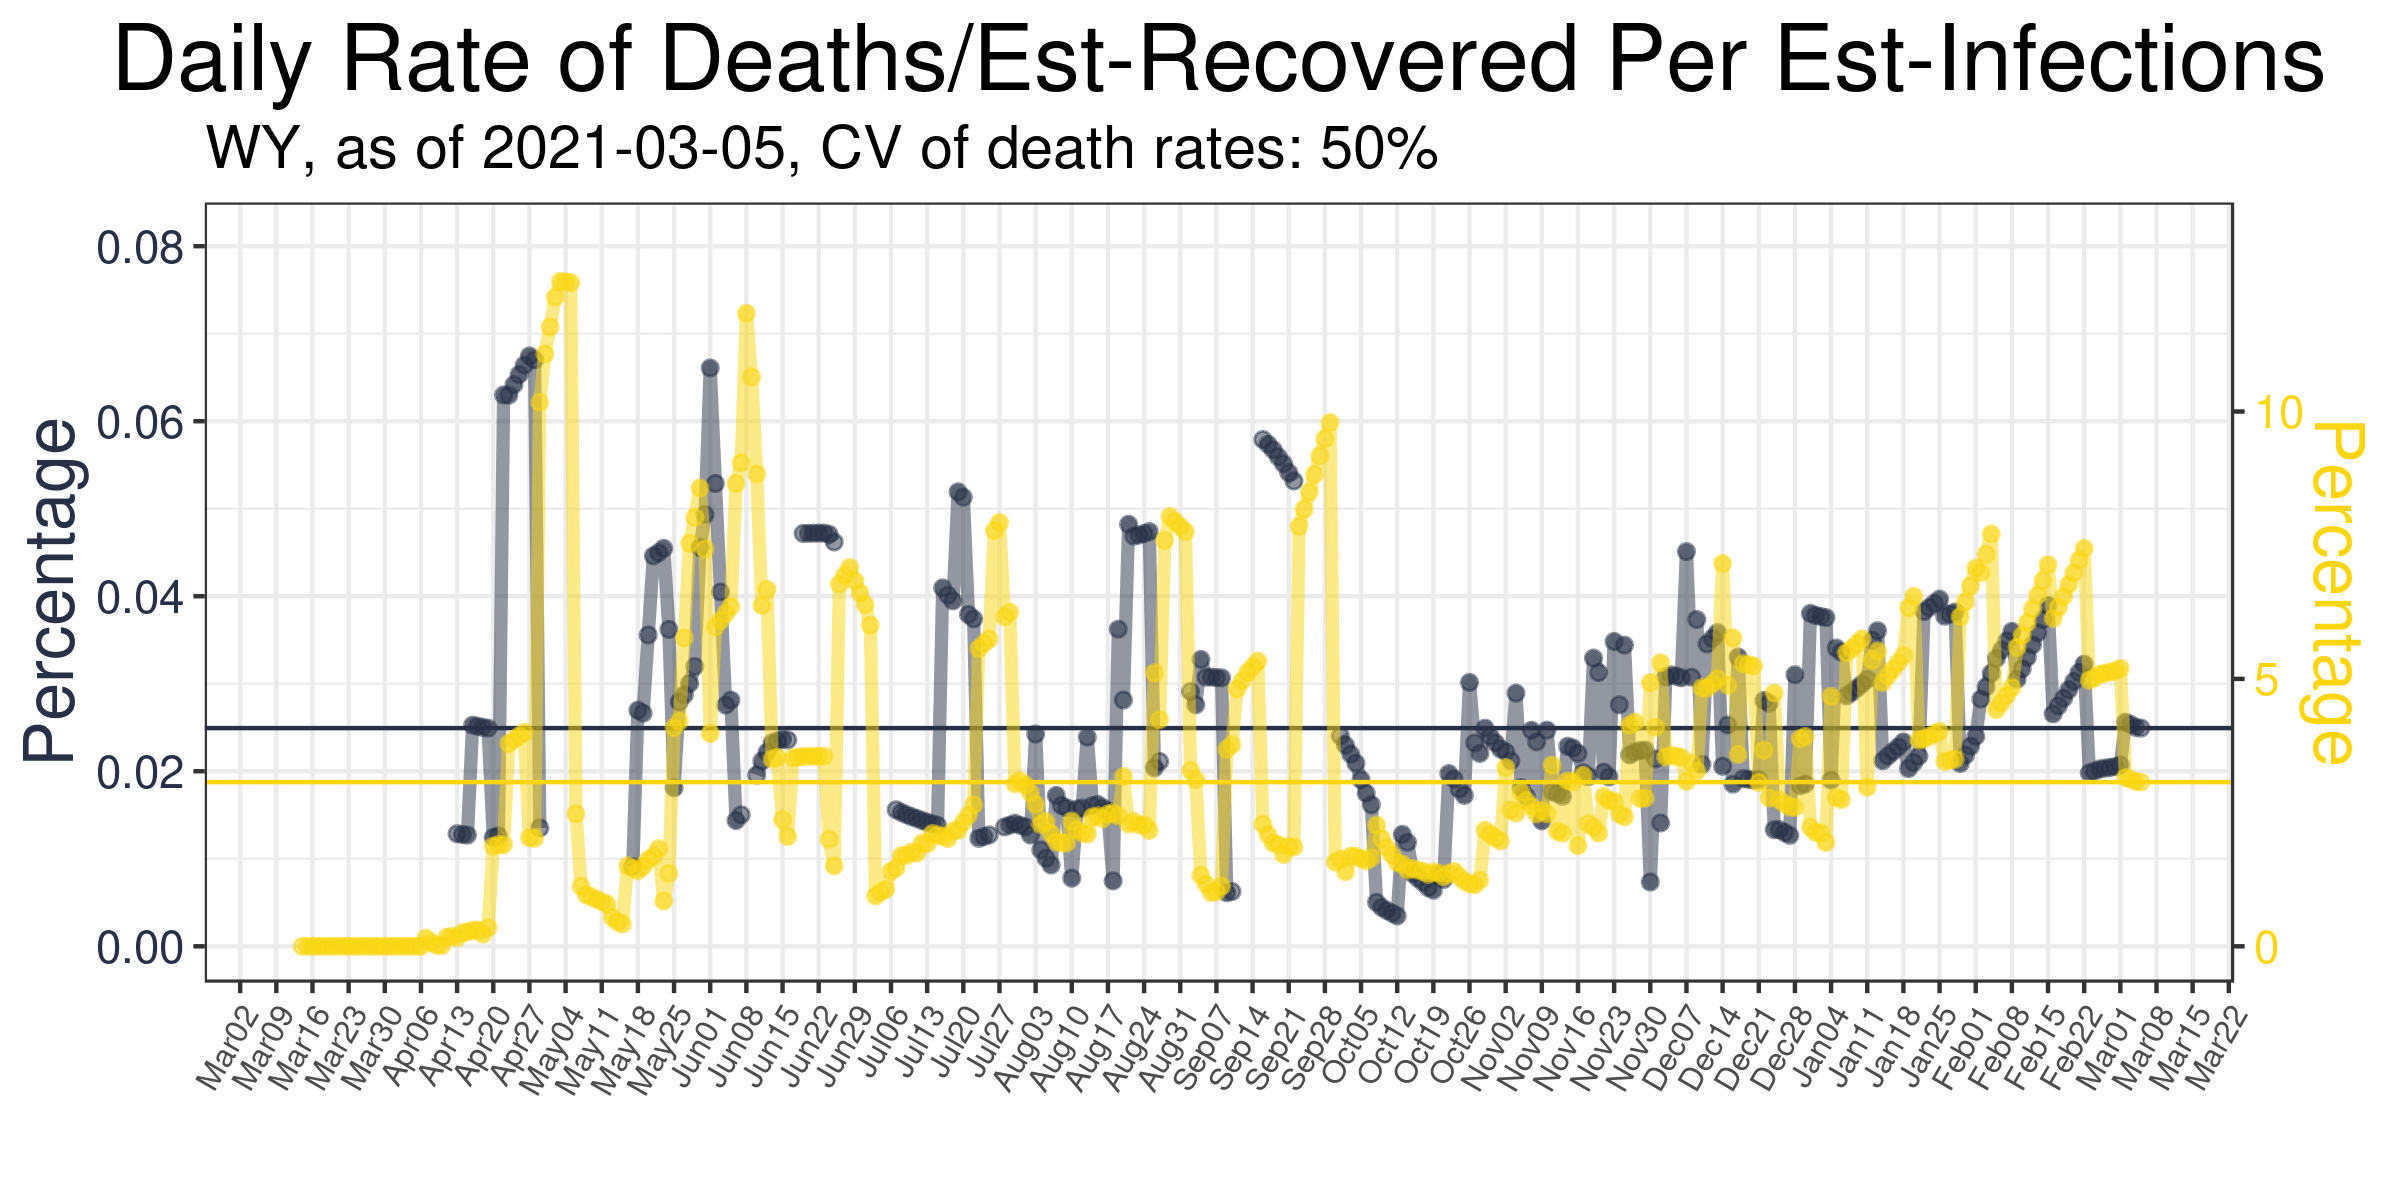 Daily Rate of Deaths/Est-Recovered Per Est-Infections
WY, as of 2021-03-05, CV of death rates: 50%
Percentage
0.08
0.06
0.04
0.02
0.00
10
5
0
Percentage
Mar02 Mar09 Mar16 Mar23 Mar30 Apr06 Apr13 Apr20 Apr27 May04 May11 May18 May25 Jun01 Jun08 Jun15 Jun22 Jun29 Jul06 Jul13 Jul20 Jul27 Aug03 Aug10 Aug17 Aug24 Aug31 Sep07 Sep14 Sep21 Sep28 Oct05 Oct12 Oct19 Oct26 Nov02 Nov09 Nov16 Nov23 Nov30 Dec07 Dec14 Dec21 Dec28 Jan04 Jan11 Jan18 Jan25 Feb01 Feb08 Feb15 Feb22 Mar01 Mar08 Mar15 Mar22